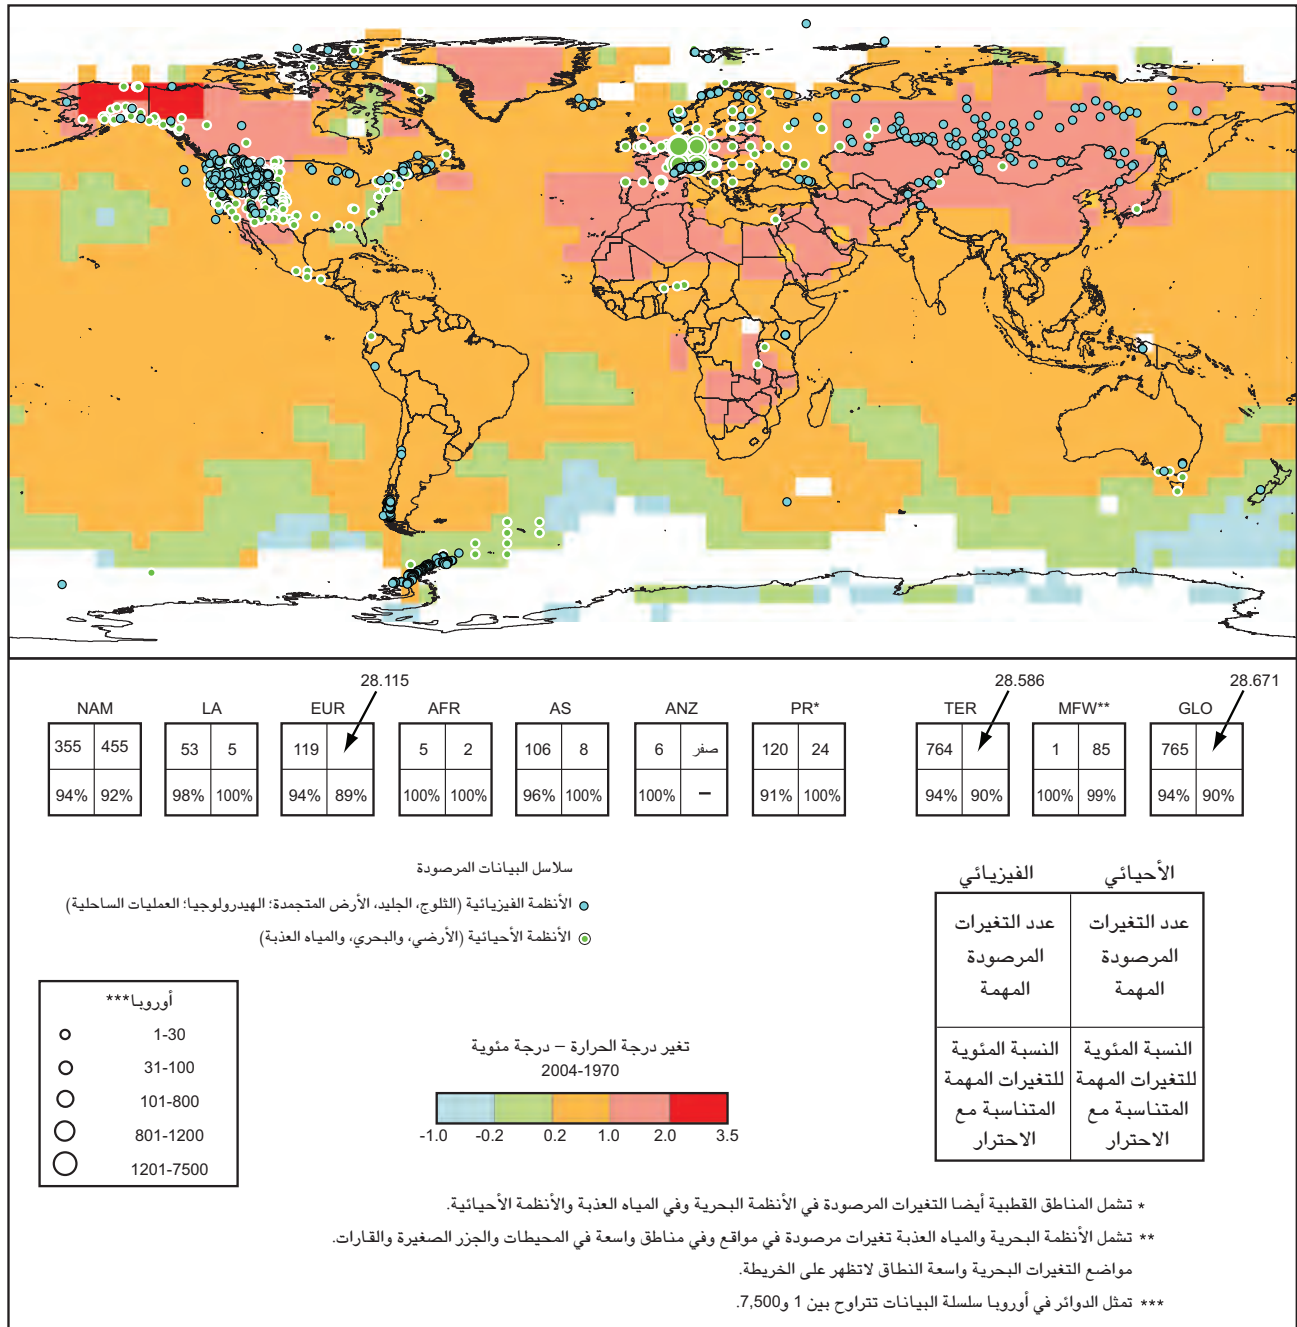 28.115
28.586
28.671
NAM
LA
EUR
AFR
AS
ANZ
PR*
TER
MFW**
GLO
355 455
53 5
119
5 2
106 8
6 صفر
120 24
764
1 85
765
94% 92%
98% 100%
94% 89%
100% 100%
96% 100%
100% –
91% 100%
94% 90%
100% 99%
94% 90%
سلاسل البيانات المرصودة
الأنظمة الفيزيائية (الثلوج، الجليد، الأرض المتجمدة؛ الهيدرولوجيا؛ العمليات الساحلية)
الأنظمة الأحيائية (الأرضي، والبحري، والمياه العذبة)
الفيزيائي
الأحيائي
عدد التغيرات
المرصودة
المهمة
عدد التغيرات
المرصودة
المهمة
النسبة المئوية
للتغيرات المهمة
المتناسبة مع
الاحترار
النسبة المئوية
للتغيرات المهمة
المتناسبة مع
الاحترار
أوروبا***
1-30
31-100
101-800
801-1200
1201-7500
تغير درجة الحرارة – درجة مئوية
2004-1970
-1.0 -0.2 0.2 1.0 2.0 3.5
* تشمل المناطق القطبية أيضا التغيرات المرصودة في الأنظمة البحرية وفي المياه العذبة والأنظمة الأحيائية.
** تشمل الأنظمة البحرية والمياه العذبة تغيرات مرصودة في مواقع وفي مناطق واسعة في المحيطات والجزر الصغيرة والقارات.
مواضع التغيرات البحرية واسعة النطاق لاتظهر على الخريطة.
*** تمثل الدوائر في أوروبا سلسلة البيانات تتراوح بين 1 و7,500.